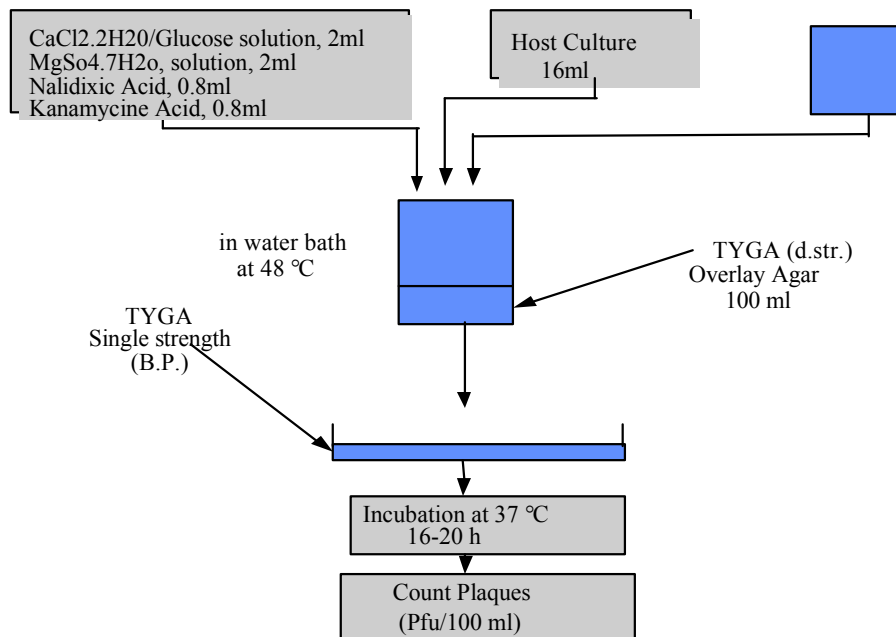 CaCl2.2H20/Glucose solution, 2ml
MgSo4.7H2o, solution, 2ml
Nalidixic Acid, 0.8ml
Kanamycine Acid, 0.8ml
Host Culture
16ml
in water bath
at 48 ℃
TYGA (d.str.)
Overlay Agar
100 ml
TYGA
Single strength
(B.P.)
Incubation at 37 ℃
16-20 h
Count Plaques
(Pfu/100 ml)